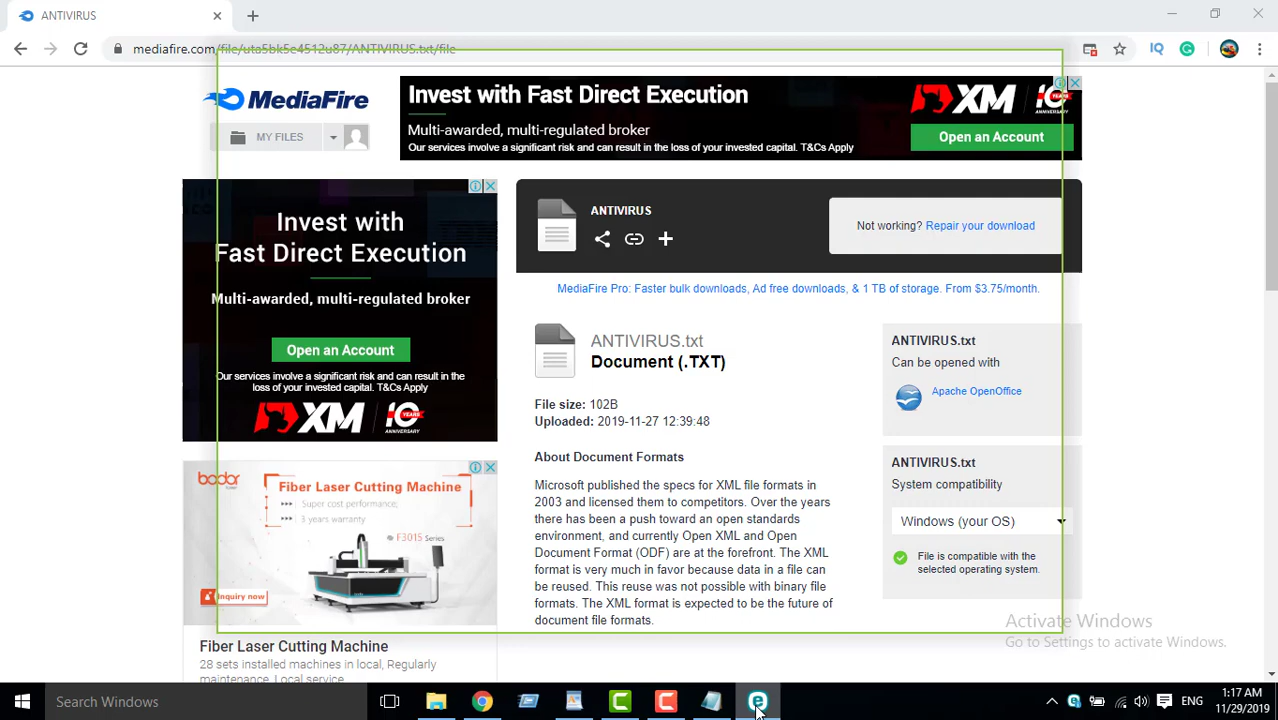 ANTIVIRUS
mediafire.com/file/uta5bk5e4512u87/ANTIVIRUS.txt/file
IQ
MediaFire
MY FILES
Invest with Fast Direct Execution
Multi-awarded, multi-regulated broker
Our services involve a significant risk and can result in the loss of your invested capital. T&Cs Apply
XM
10
YEARS
ANNIVERSARY
Open an Account
Invest with
Fast Direct Execution
Multi-awarded, multi-regulated broker
Open an Account
Our services involve a significant risk and can result in the
loss of your invested capital. T&Cs Apply
XM
10
YEARS
ANNIVERSARY
bodor
Fiber Laser Cutting Machine
Super cost performance;
3 years warranty
F3015 Series
Inquiry now
Fiber Laser Cutting Machine
28 sets installed machines in local, Regularly
maintenance, Local service
ANTIVIRUS
Not working? Repair your download
MediaFire Pro: Faster bulk downloads, Ad free downloads, & 1 TB of storage. From $3.75/month.
ANTIVIRUS.txt
Document (.TXT)
File size: 102B
Uploaded: 2019-11-27 12:39:48
About Document Formats
Microsoft published the specs for XML file formats in
2003 and licensed them to competitors. Over the years
there has been a push toward an open standards
environment, and currently Open XML and Open
Document Format (ODF) are at the forefront. The XML
format is very much in favor because data in a file can
be reused. This reuse was not possible with binary file
formats. The XML format is expected to be the future of
document file formats.
ANTIVIRUS.txt
Can be opened with
Apache OpenOffice
ANTIVIRUS.txt
System compatibility
Windows (your OS)
File is compatible with the
selected operating system.
Activate Windows
Go to Settings to activate Windows.
Search Windows
ENG
1:17 AM
11/29/2019